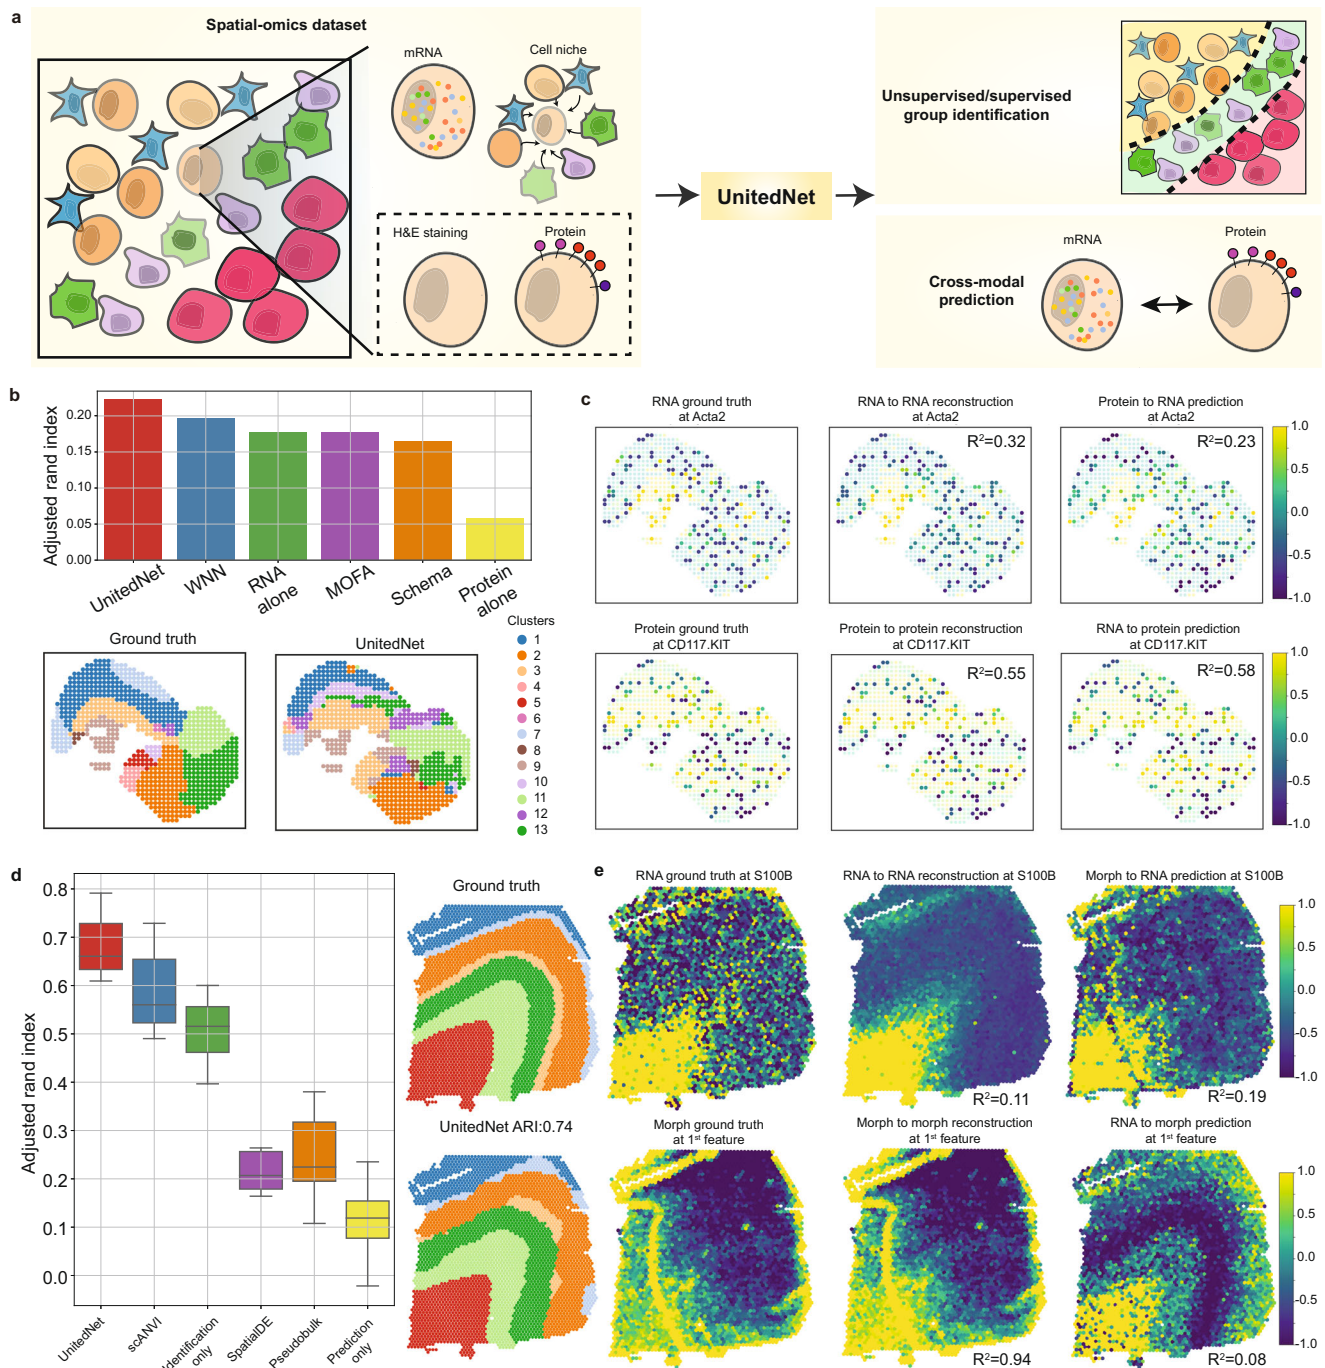 a
Spatial-omics dataset
mRNA
Cell niche
H&E staining
Protein
UnitedNet
Unsupervised/supervised
group identification
Cross-modal
prediction
mRNA
Protein
b
Adjusted rand index
0.20
0.15
0.10
0.05
0.00
UnitedNet
WNN
RNA
alone
MOFA
Schema
Protein
alone
Ground truth
UnitedNet
Clusters
1
2
3
4
5
6
7
8
9
10
11
12
13
c
RNA ground truth
at Acta2
RNA to RNA reconstruction
at Acta2
R²=0.32
Protein to RNA prediction
at Acta2
R²=0.23
1.0
0.5
0.0
-0.5
-1.0
Protein ground truth
at CD117.KIT
Protein to protein reconstruction
at CD117.KIT
R²=0.55
RNA to protein prediction
at CD117.KIT
R²=0.58
1.0
0.5
0.0
-0.5
-1.0
d
Adjusted rand index
0.8
0.7
0.6
0.5
0.4
0.3
0.2
0.1
0.0
UnitedNet
scANVI
Identification
only
SpatialDE
Pseudobulk
Prediction
only
Ground truth
UnitedNet ARI:0.74
e
RNA ground truth at S100B
RNA to RNA reconstruction at S100B
R²=0.11
Morph to RNA prediction at S100B
R²=0.19
1.0
0.5
0.0
-0.5
-1.0
Morph ground truth
at 1st feature
Morph to morph reconstruction
at 1st feature
R²=0.94
RNA to morph prediction
at 1st feature
R²=0.08
1.0
0.5
0.0
-0.5
-1.0